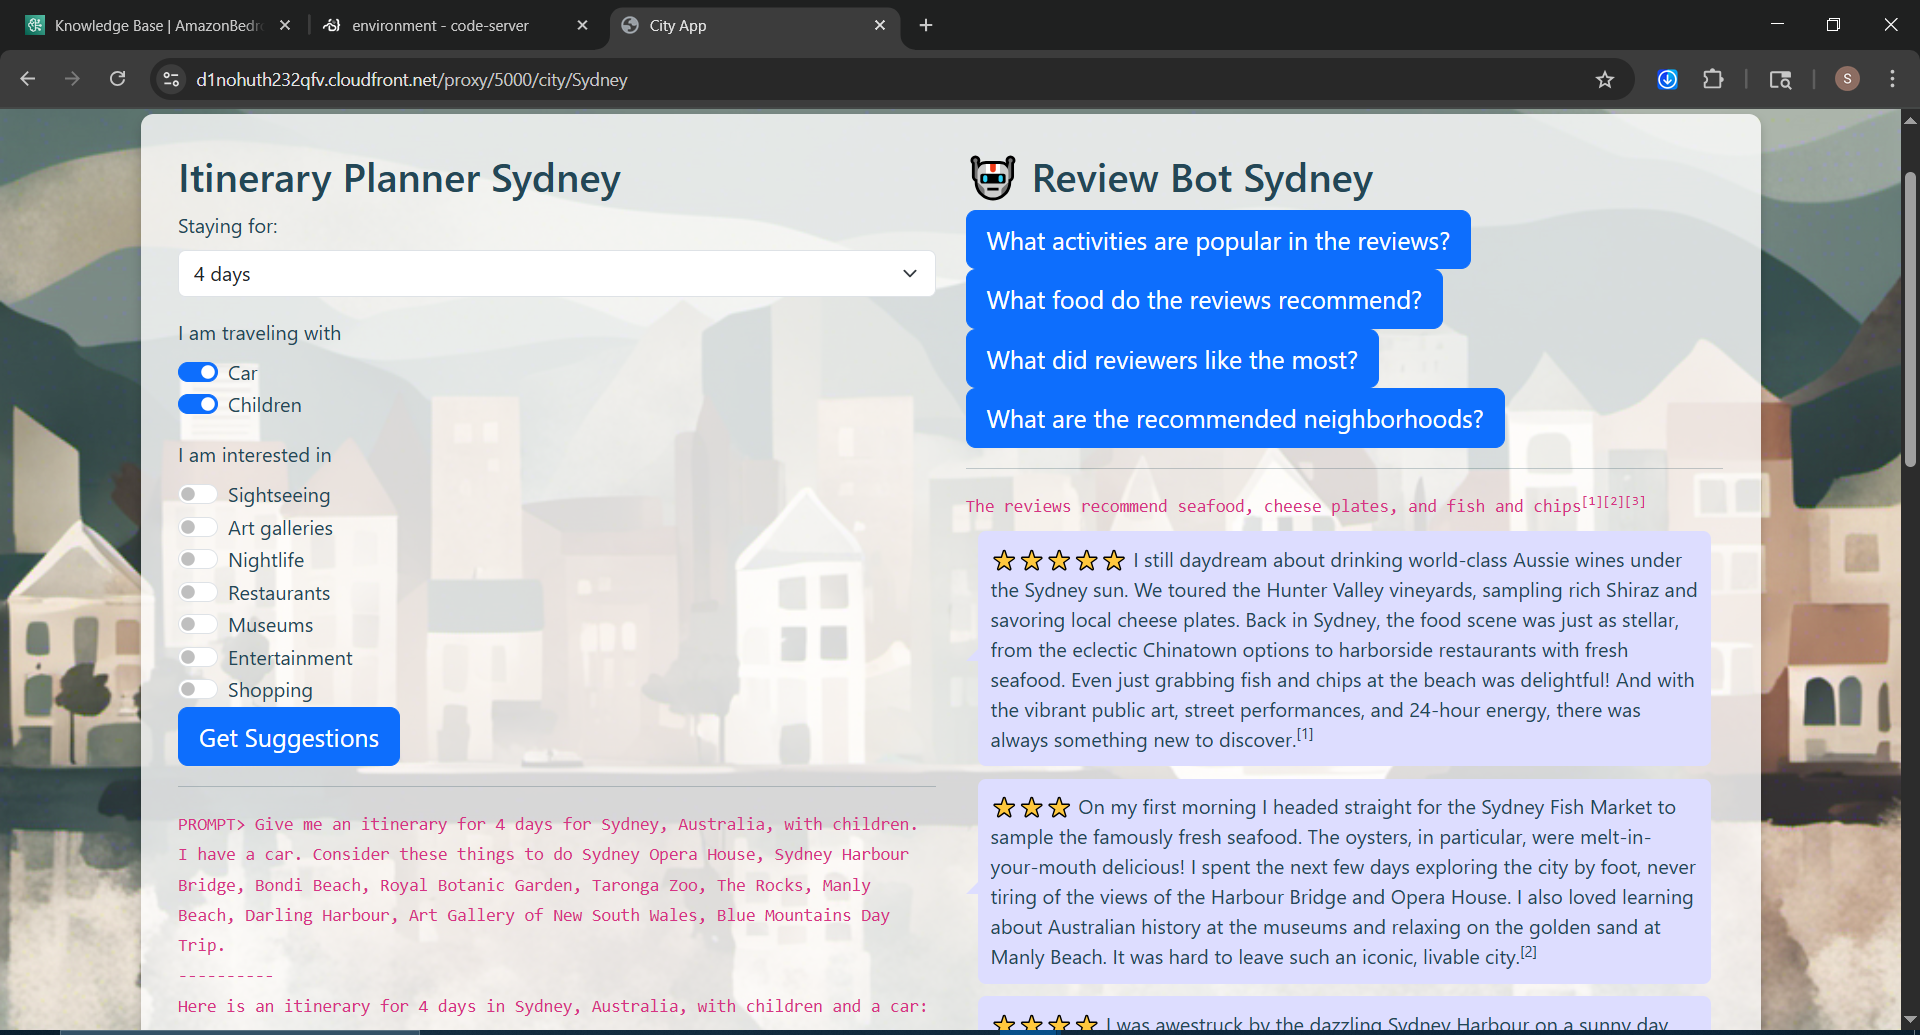 Knowledge Base | AmazonBedr
environment - code-server
City App
d1nohuth232qfv.cloudfront.net/proxy/5000/city/Sydney
S
Itinerary Planner Sydney
Staying for:
4 days
I am traveling with
Car
Children
I am interested in
Sightseeing
Art galleries
Nightlife
Restaurants
Museums
Entertainment
Shopping
Get Suggestions
PROMPT> Give me an itinerary for 4 days for Sydney, Australia, with children.
I have a car. Consider these things to do Sydney Opera House, Sydney Harbour
Bridge, Bondi Beach, Royal Botanic Garden, Taronga Zoo, The Rocks, Manly
Beach, Darling Harbour, Art Gallery of New South Wales, Blue Mountains Day
Trip.
----------
Here is an itinerary for 4 days in Sydney, Australia, with children and a car:
Review Bot Sydney
What activities are popular in the reviews?
What food do the reviews recommend?
What did reviewers like the most?
What are the recommended neighborhoods?
The reviews recommend seafood, cheese plates, and fish and chips[1][2][3]
I still daydream about drinking world-class Aussie wines under
the Sydney sun. We toured the Hunter Valley vineyards, sampling rich Shiraz and
savoring local cheese plates. Back in Sydney, the food scene was just as stellar,
from the eclectic Chinatown options to harborside restaurants with fresh
seafood. Even just grabbing fish and chips at the beach was delightful! And with
the vibrant public art, street performances, and 24-hour energy, there was
always something new to discover.[1]
On my first morning I headed straight for the Sydney Fish Market to
sample the famously fresh seafood. The oysters, in particular, were melt-in-
your-mouth delicious! I spent the next few days exploring the city by foot, never
tiring of the views of the Harbour Bridge and Opera House. I also loved learning
about Australian history at the museums and relaxing on the golden sand at
Manly Beach. It was hard to leave such an iconic, livable city.[2]
I was awestruck by the dazzling Sydney Harbour on a sunny day